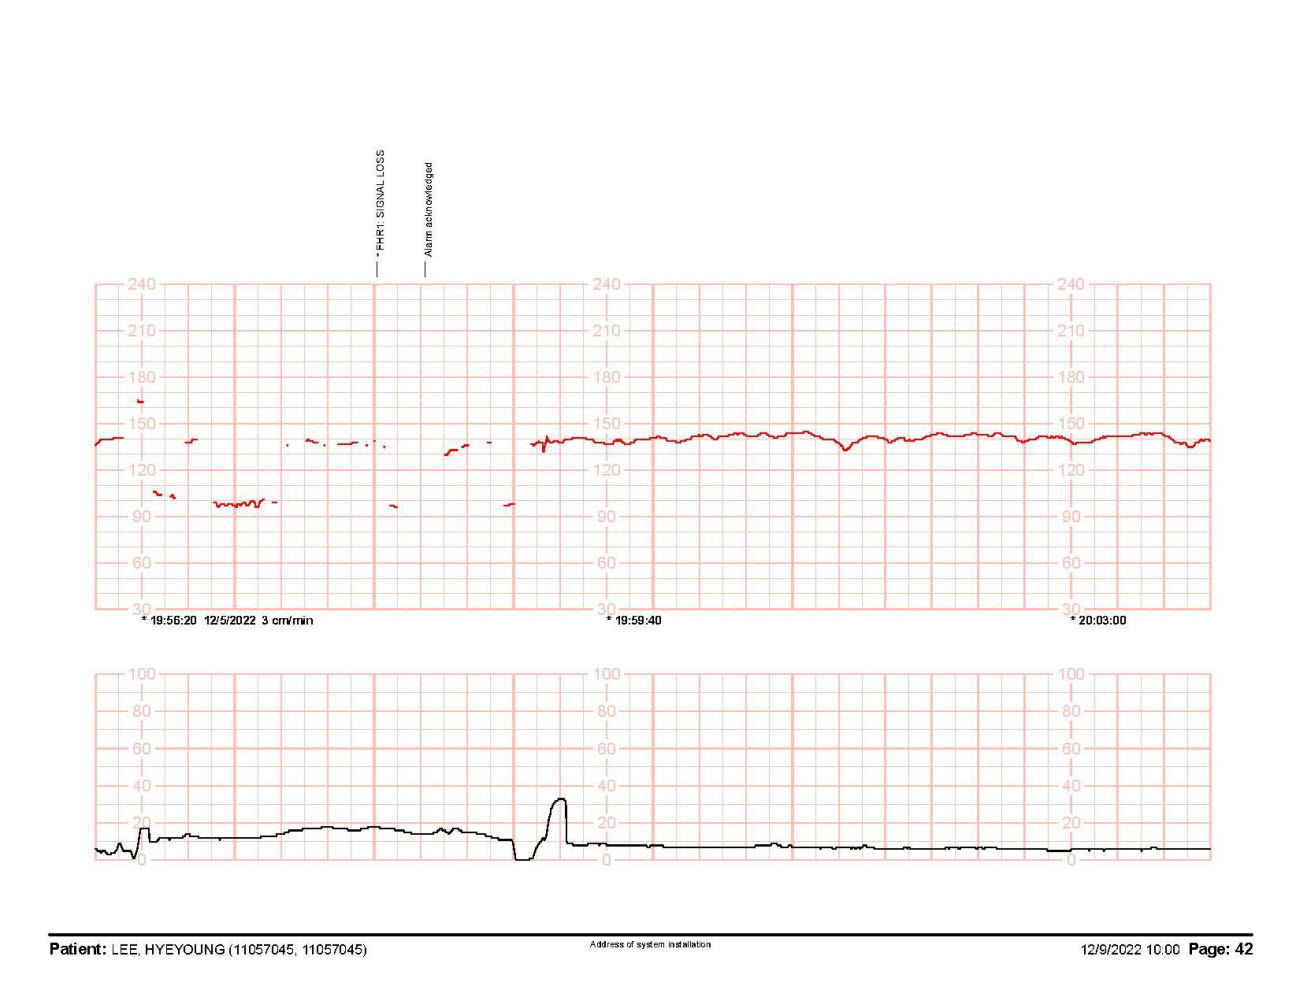 * FHR1: SIGNAL LOSS
Alarm acknowledged
240 240 240
210 210 210
180 180 180
150 150 150
120 120 120
90 90 90
60 60 60
30 30 30
* 19:56:20 12/5/2022 3 cm/min * 19:59:40 * 20:03:00
100 100 100
80 80 80
60 60 60
40 40 40
20 20 20
0 0 0
Patient: LEE, HYEYOUNG (11057045, 11057045) Address of system installation 12/9/2022 10:00 Page: 42